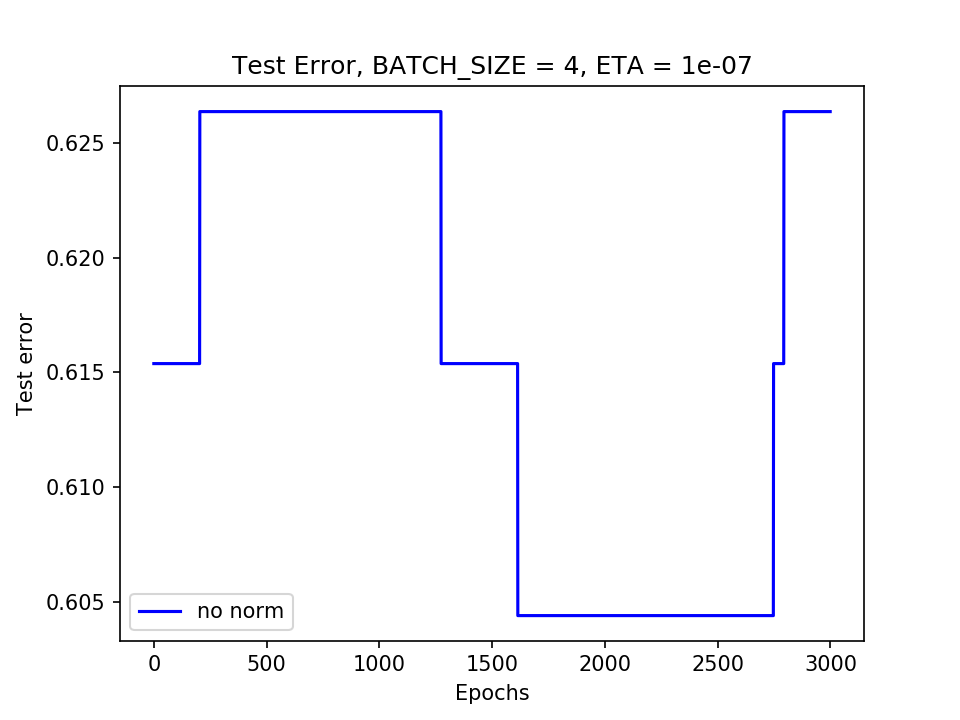 Test Error, BATCH_SIZE = 4, ETA = 1e-07
Test error
0.625
0.620
0.615
0.610
0.605
no norm
0 500 1000 1500 2000 2500 3000
Epochs